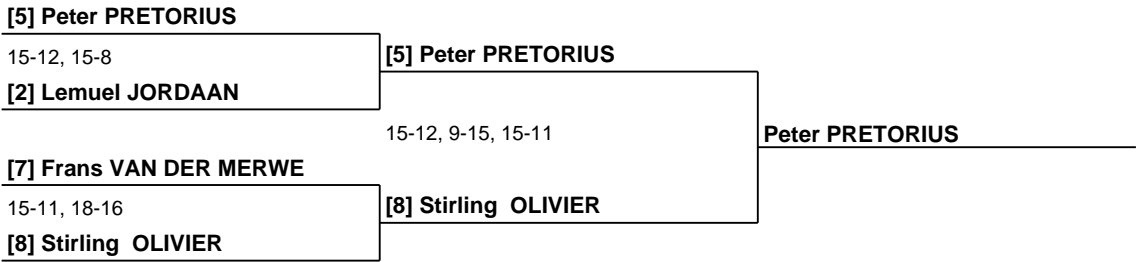 [5] Peter PRETORIUS
15-12, 15-8
[5] Peter PRETORIUS
[2] Lemuel JORDAAN
15-12, 9-15, 15-11
Peter PRETORIUS
[7] Frans VAN DER MERWE
15-11, 18-16
[8] Stirling  OLIVIER
[8] Stirling  OLIVIER